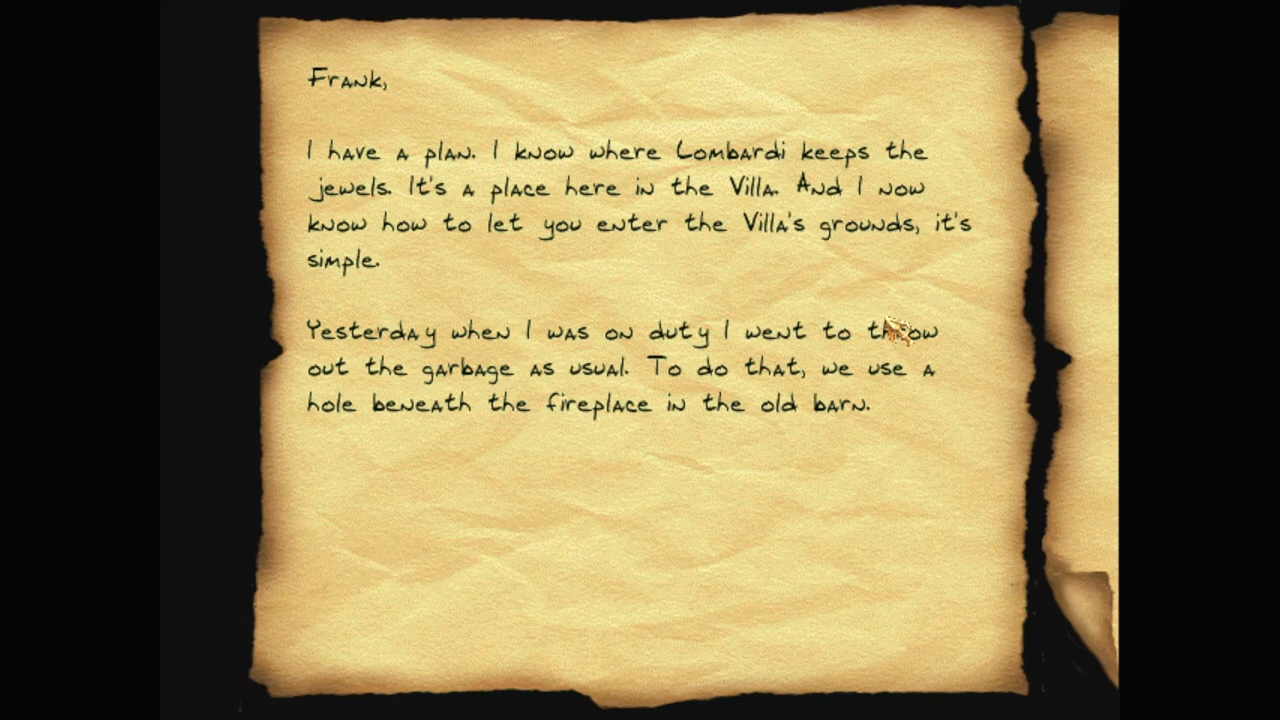 Frank,
I have a plan. I know where Lombardi keeps the
jewels. It's a place here in the Villa. And I now
know how to let you enter the Villa's grounds, it's
simple.
Yesterday when I was on duty I went to throw
out the garbage as usual. To do that, we use a
hole beneath the fireplace in the old barn.